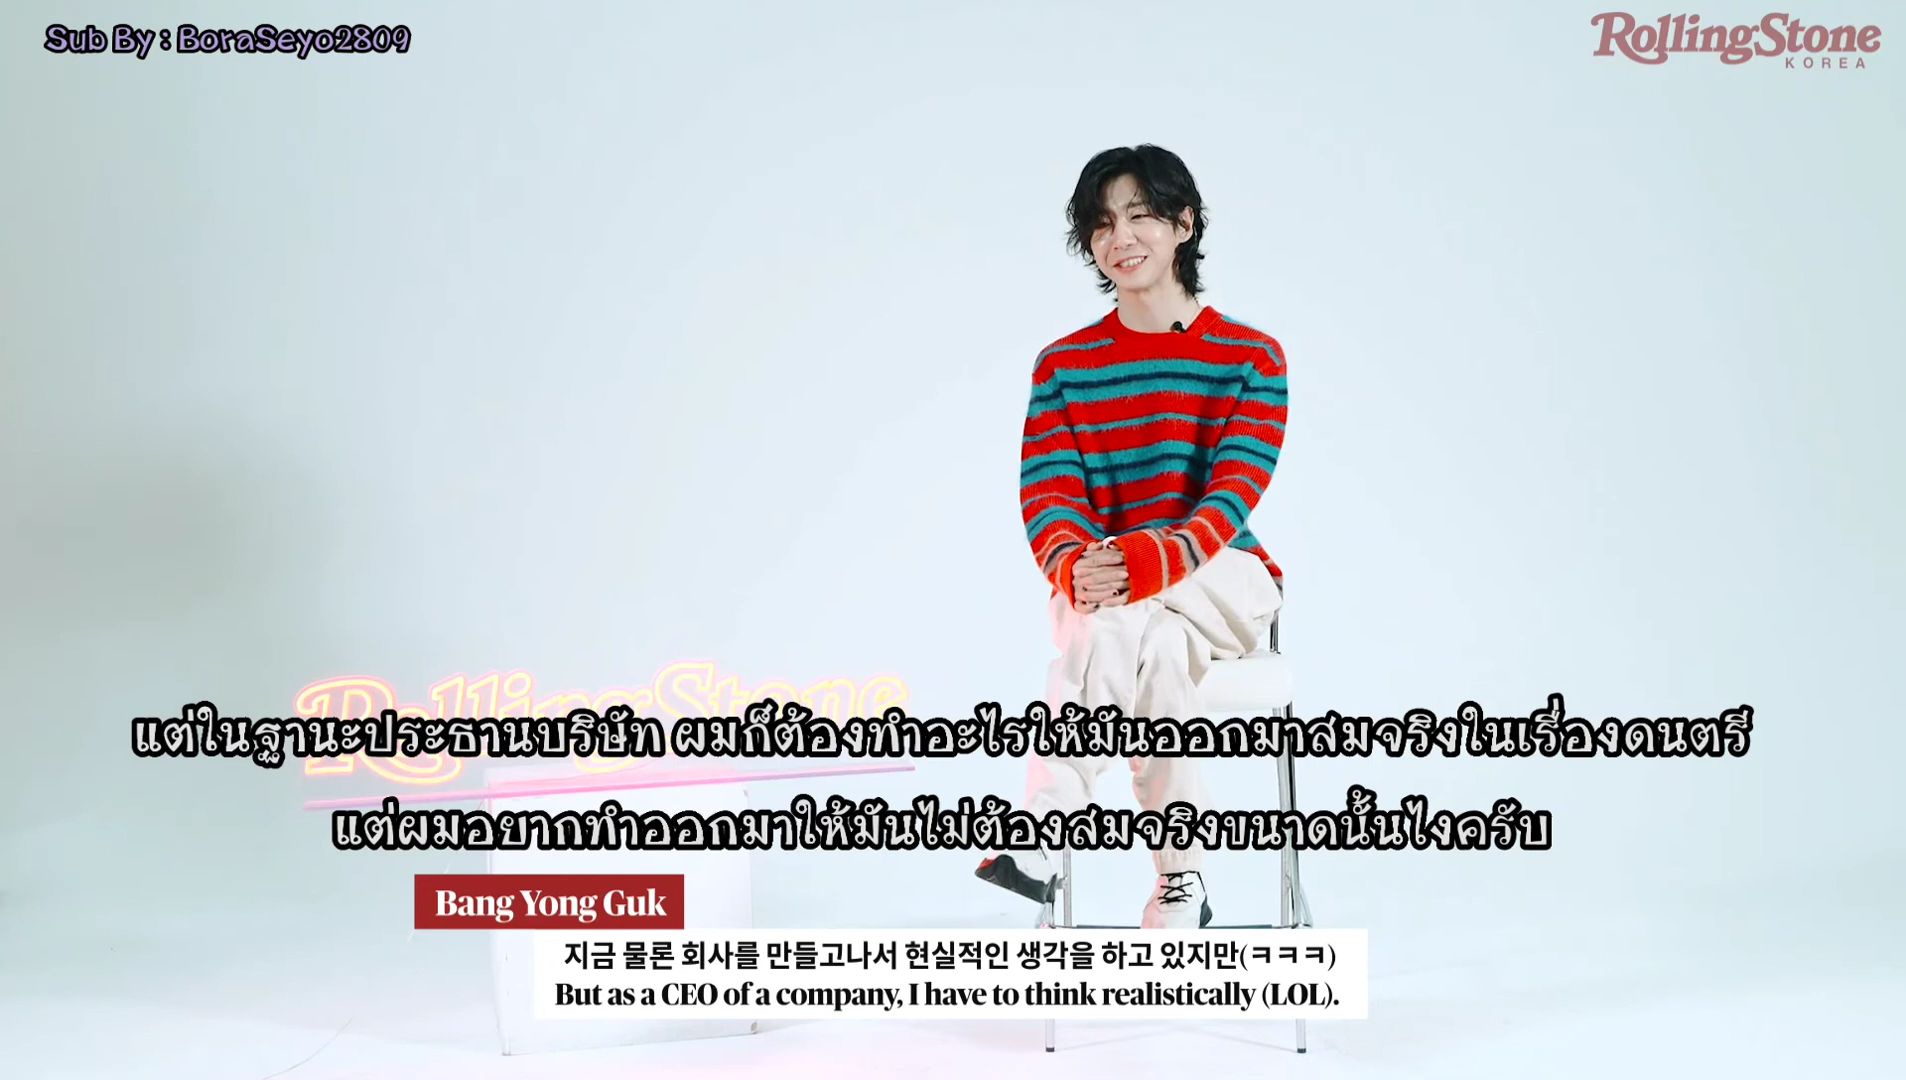 Sub By : BoraSeyo2809
RollingStone
KOREA
Rolling Stone
แต่ในฐานะประธานบริษัท ผมก็ต้องทำอะไรให้มันออกมาสมจริงในเรื่องดนตรี
แต่ผมอยากทำออกมาให้มันไม่ต้องสมจริงขนาดนั้นไงครับ
Bang Yong Guk
지금 물론 회사를 만들고나서 현실적인 생각을 하고 있지만(ㅋㅋㅋ)
But as a CEO of a company, I have to think realistically (LOL).